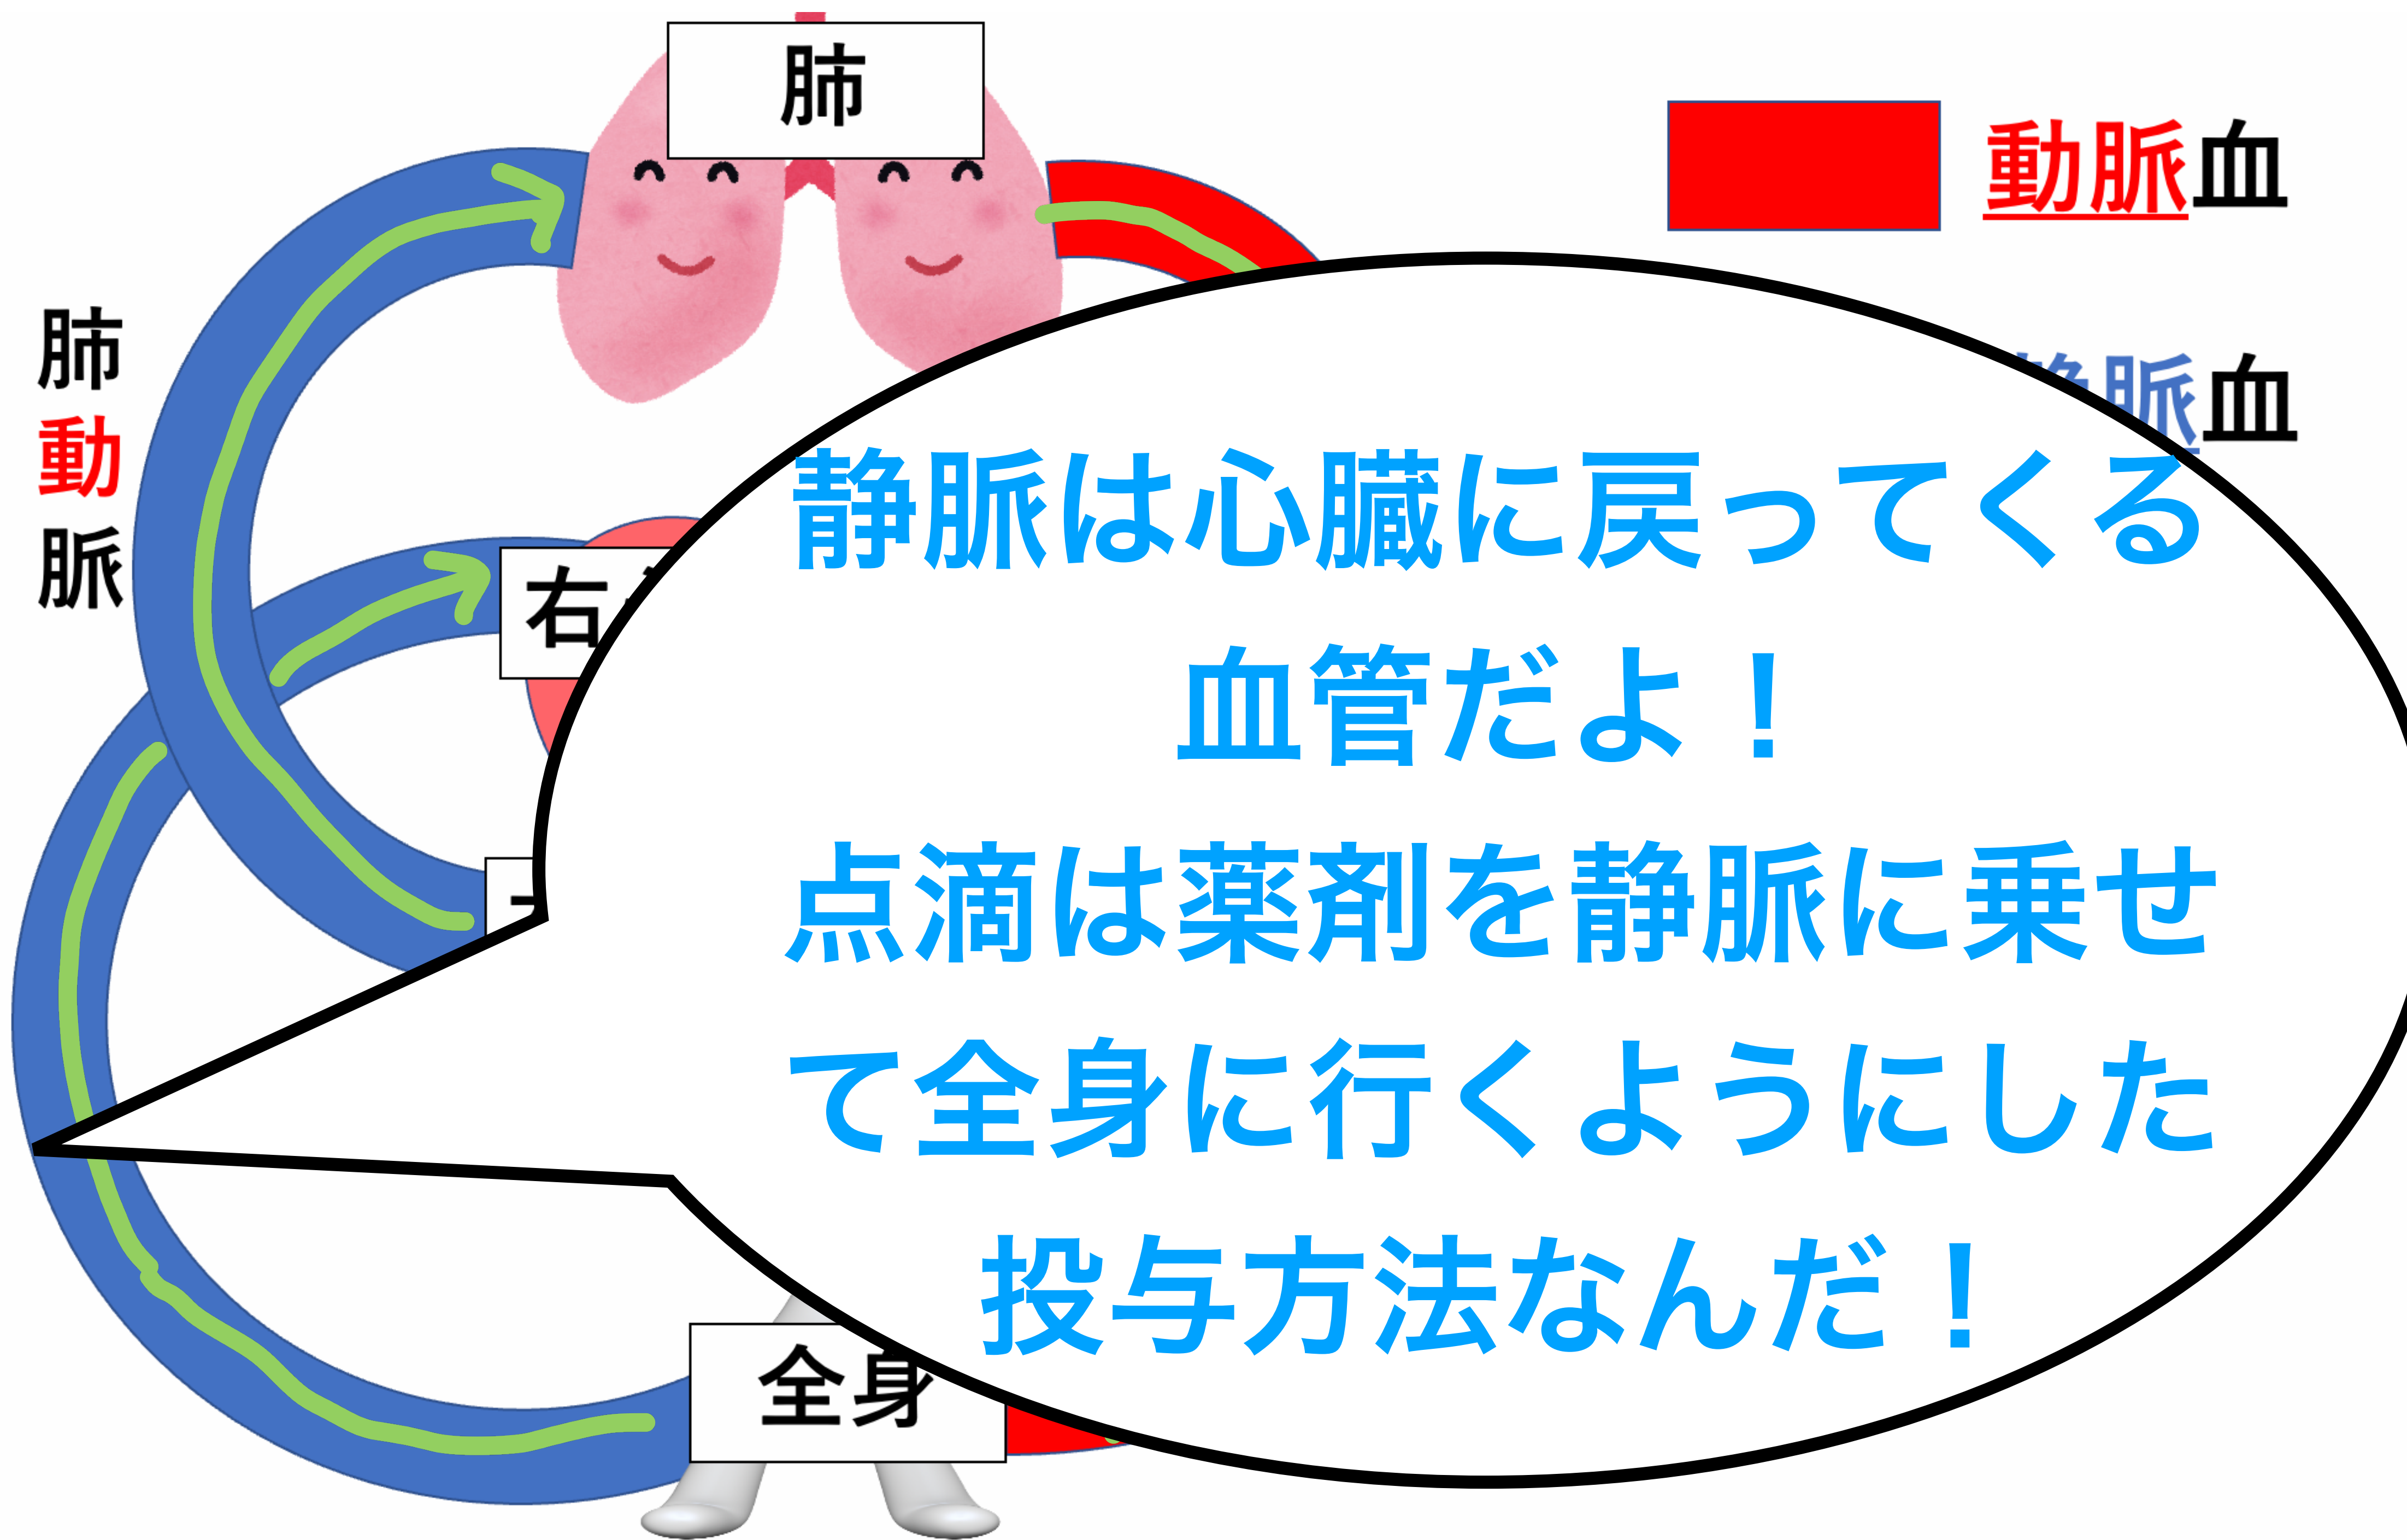 肺
動脈血
脈血
肺動脈
右
静脈は心臓に戻ってくる
血管だよ！
点滴は薬剤を静脈に乗せ
て全身に行くようにした
投与方法なんだ！
全身